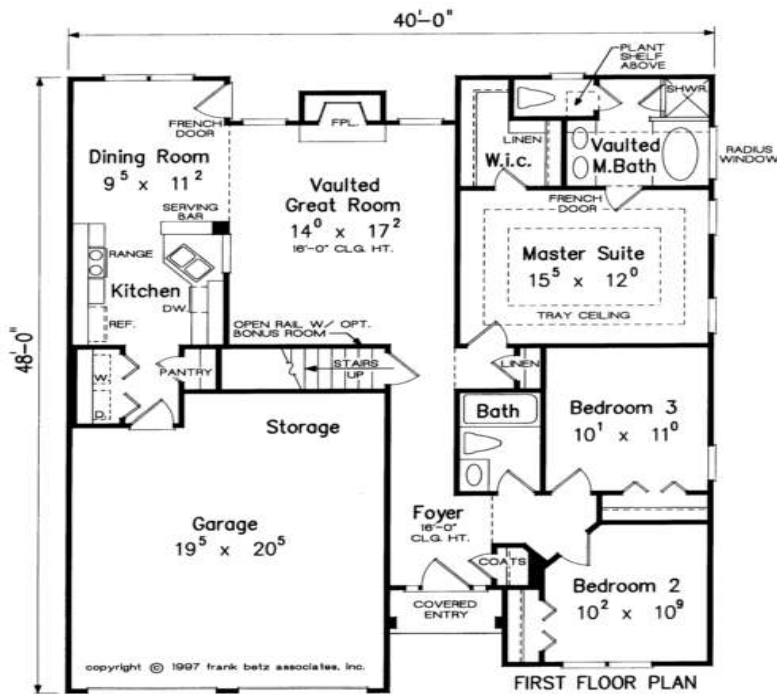 40'-0"
PLANT
SHELF
ABOVE
SHWR.
FRENCH
DOOR
FPL.
LINEN
Vaulted
M.Bath
RADIUS
WINDOW
Dining Room
9⁵ x 11²
W.i.c.
Vaulted
Great Room
14⁰ x 17²
16'-0" CLG. HT.
FRENCH
DOOR
SERVING
BAR
RANGE
Master Suite
15⁵ x 12⁰
TRAY CEILING
Kitchen
DW.
REF.
48'-0"
OPEN RAIL W/ OPT.
BONUS ROOM
W.
D.
PANTRY
STAIRS
UP
LINEN
Bath
Bedroom 3
10¹ x 11⁰
Storage
Garage
19⁵ x 20⁵
Foyer
16'-0"
CLG. HT.
COATS
Bedroom 2
10² x 10⁹
COVERED
ENTRY
copyright © 1997 frank betz associates, inc.
FIRST FLOOR PLAN